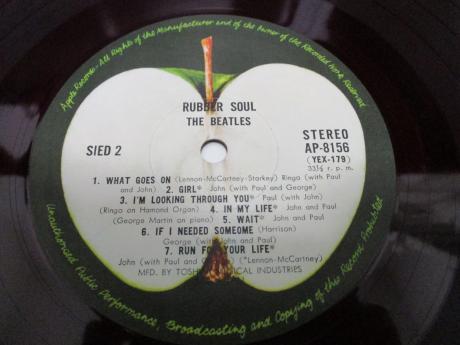 Apple Records · All Rights of the Manufacturer and of the Owner of the Recorded Work Reserved
RUBBER SOUL
THE BEATLES
SIED 2
STEREO
AP-8156
(YEX-179)
33⅓ r. p. m.
1. WHAT GOES ON (Lennon-McCartney-Starkey) Ringa (with Paul
and John) 2. GIRL* John (with Paul and George)
3. I'M LOOKING THROUGH YOU* Paul (with John)
(Ringa on Hamond Organ) 4. IN MY LIFE* John and Paul
(George Martin on piano) 5. WAIT* John and Paul
6. IF I NEEDED SOMEONE (Harrison)
George (with John and Paul)
7. RUN FOR YOUR LIFE*
John (with Paul and George) (*Lennon-McCartney)
MFD. BY TOSHIBA MUSICAL INDUSTRIES
Unauthorised Public Performance, Broadcasting and Copying of this Record Prohibited